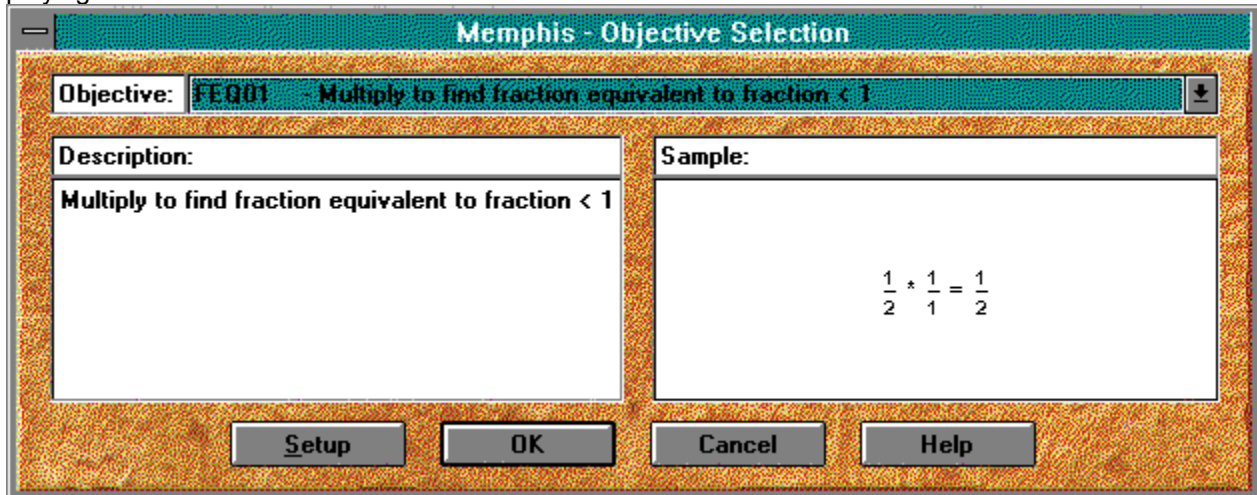 Memphis - Objective Selection
Objective: FEQ01 - Multiply to find fraction equivalent to fraction < 1
Description:
Multiply to find fraction equivalent to fraction < 1
Sample:
1/2 * 1/1 = 1/2
Setup OK Cancel Help